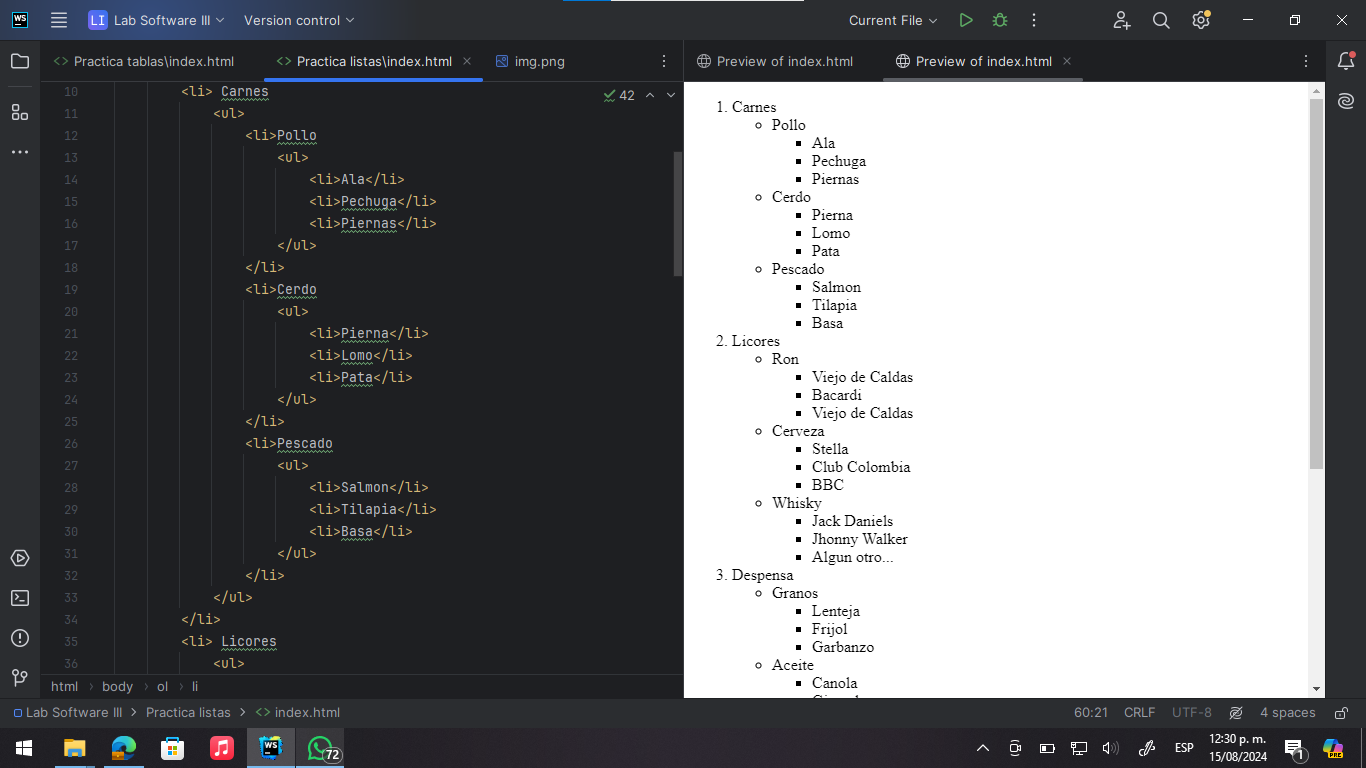 WS LI Lab Software III Version control Current File
<> Practica tablas\index.html <> Practica listas\index.html img.png Preview of index.html Preview of index.html
42
10 <li> Carnes
11 <ul>
12 <li>Pollo
13 <ul>
14 <li>Ala</li>
15 <li>Pechuga</li>
16 <li>Piernas</li>
17 </ul>
18 </li>
19 <li>Cerdo
20 <ul>
21 <li>Pierna</li>
22 <li>Lomo</li>
23 <li>Pata</li>
24 </ul>
25 </li>
26 <li>Pescado
27 <ul>
28 <li>Salmon</li>
29 <li>Tilapia</li>
30 <li>Basa</li>
31 </ul>
32 </li>
33 </ul>
34 </li>
35 <li> Licores
36 <ul>
html > body > ol > li
1. Carnes
Pollo
Ala
Pechuga
Piernas
Cerdo
Pierna
Lomo
Pata
Pescado
Salmon
Tilapia
Basa
2. Licores
Ron
Viejo de Caldas
Bacardi
Viejo de Caldas
Cerveza
Stella
Club Colombia
BBC
Whisky
Jack Daniels
Jhonny Walker
Algun otro...
3. Despensa
Granos
Lenteja
Frijol
Garbanzo
Aceite
Canola
Lab Software III > Practica listas > <> index.html 60:21 CRLF UTF-8 4 spaces
WS 72 ESP 12:30 p. m. 1 PRE
15/08/2024